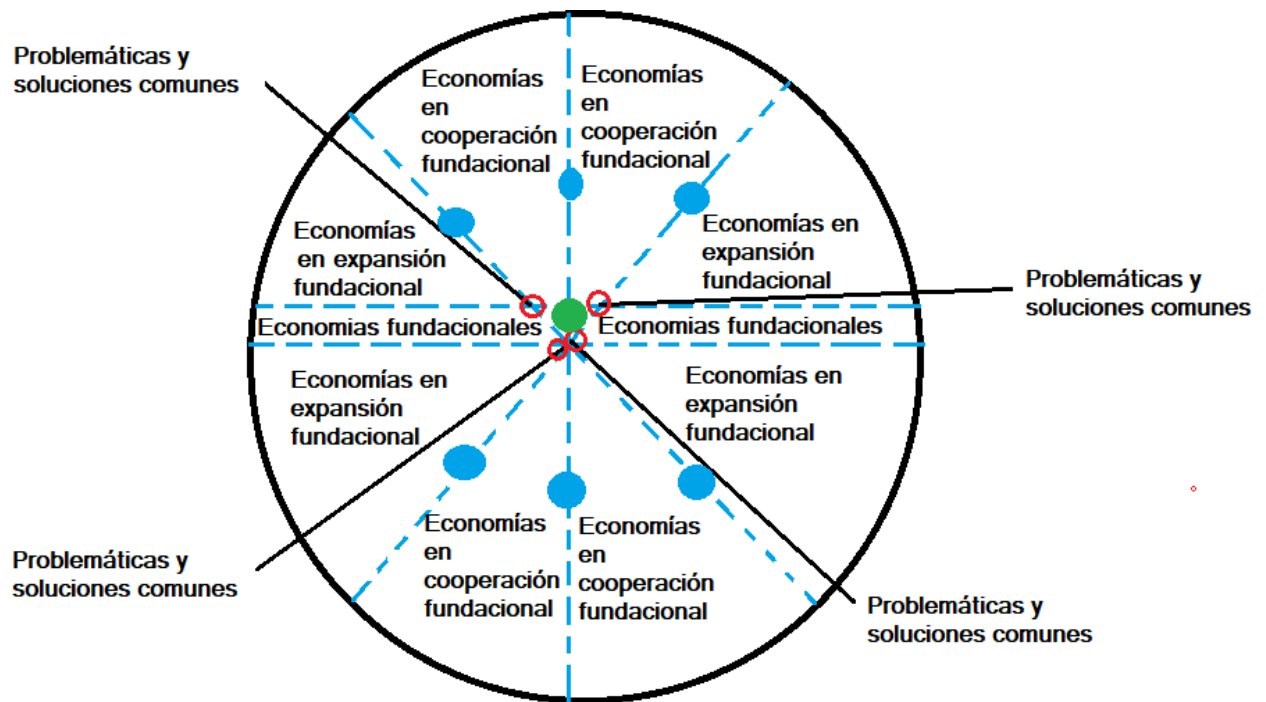 Problemáticas y
soluciones comunes
Economías
en
cooperación
fundacional
Economías
en
cooperación
fundacional
Economías
en expansión
fundacional
Economías en
expansión
fundacional
Problemáticas y
soluciones comunes
Economias fundacionales
Economias fundacionales
Economías en
expansión
fundacional
Economías en
expansión
fundacional
Economías
en
cooperación
fundacional
Economías
en
cooperación
fundacional
Problemáticas y
soluciones comunes
Problemáticas y
soluciones comunes